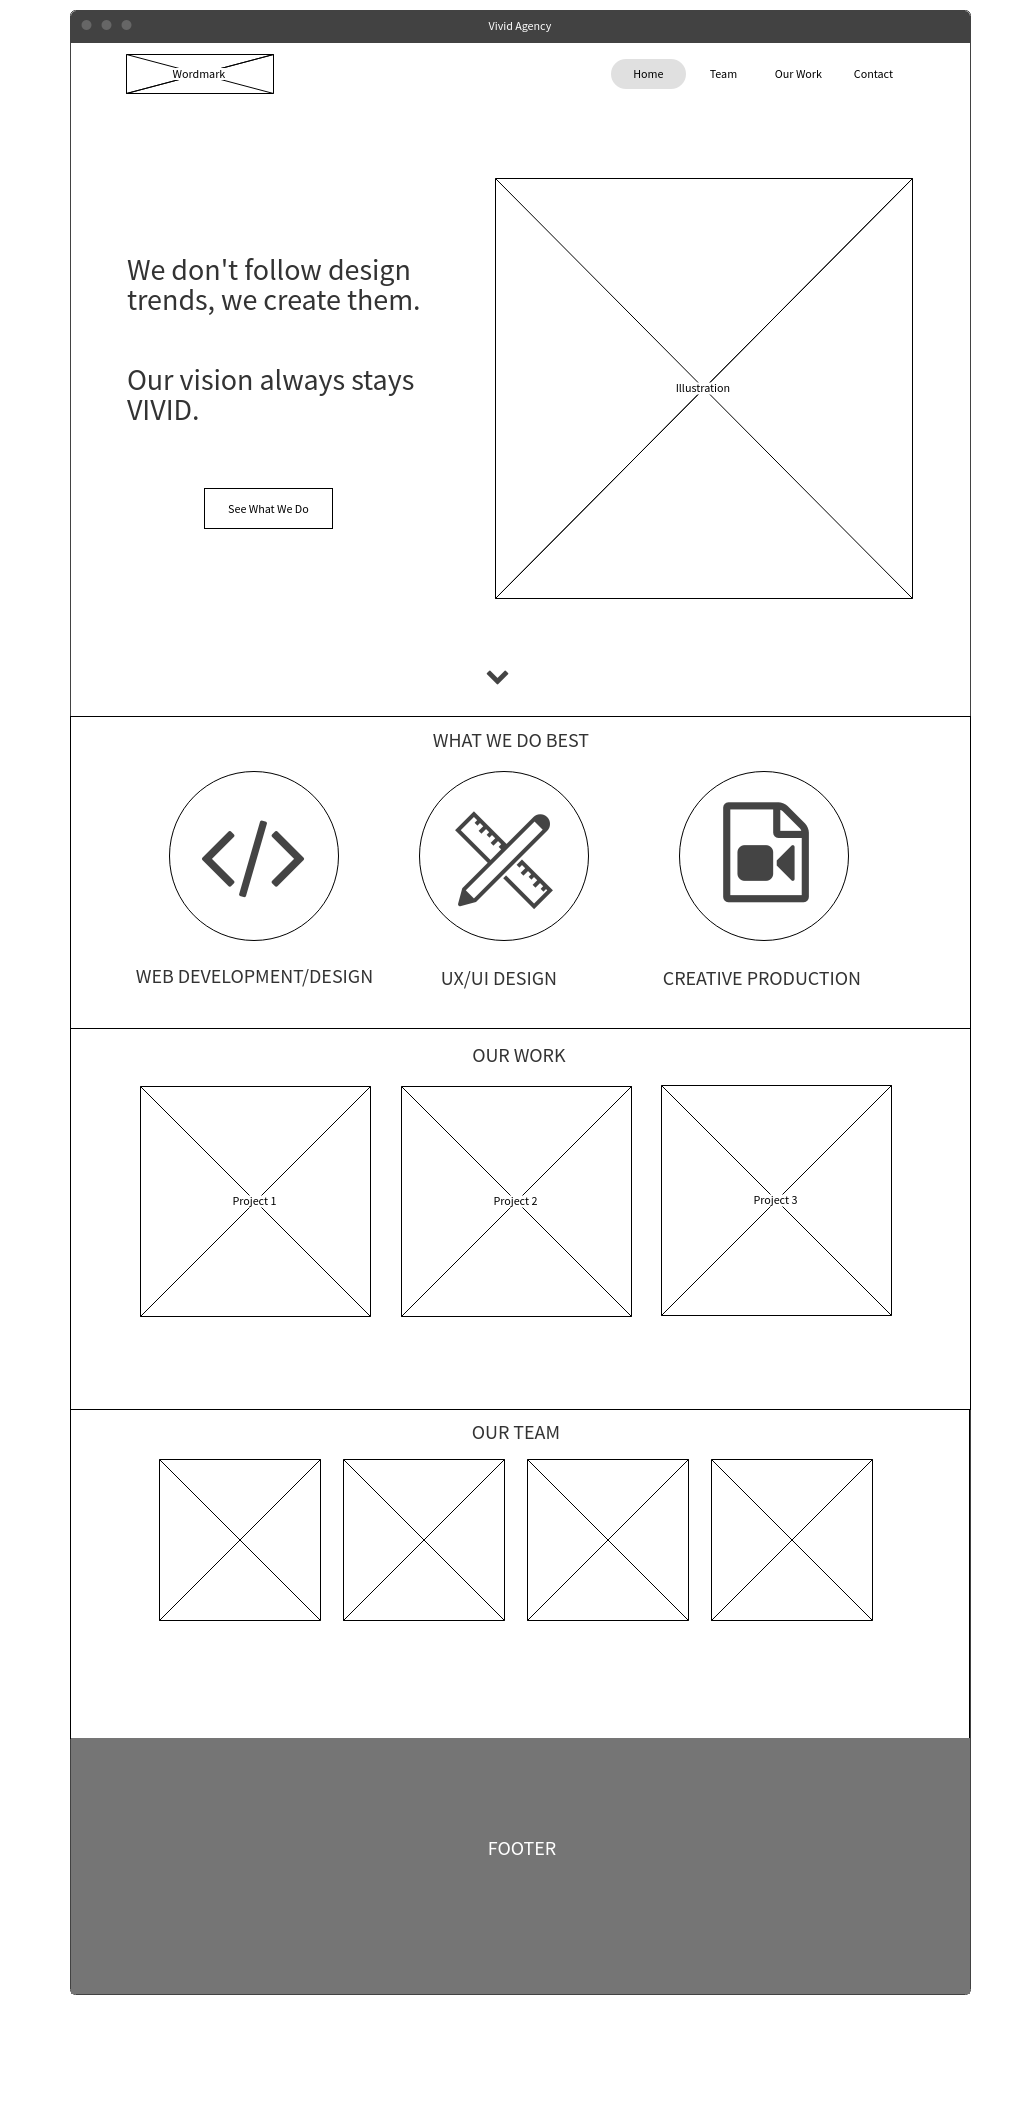 Vivid Agency
Wordmark
Home
Team
Our Work
Contact
We don't follow design
trends, we create them.
Our vision always stays
VIVID.
Illustration
See What We Do
WHAT WE DO BEST
WEB DEVELOPMENT/DESIGN
UX/UI DESIGN
CREATIVE PRODUCTION
OUR WORK
Project 1
Project 2
Project 3
OUR TEAM
FOOTER